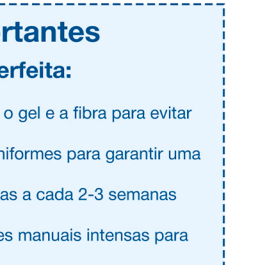 rtantes
erfeita:
o gel e a fibra para evitar
niformes para garantir uma
as a cada 2-3 semanas
es manuais intensas para